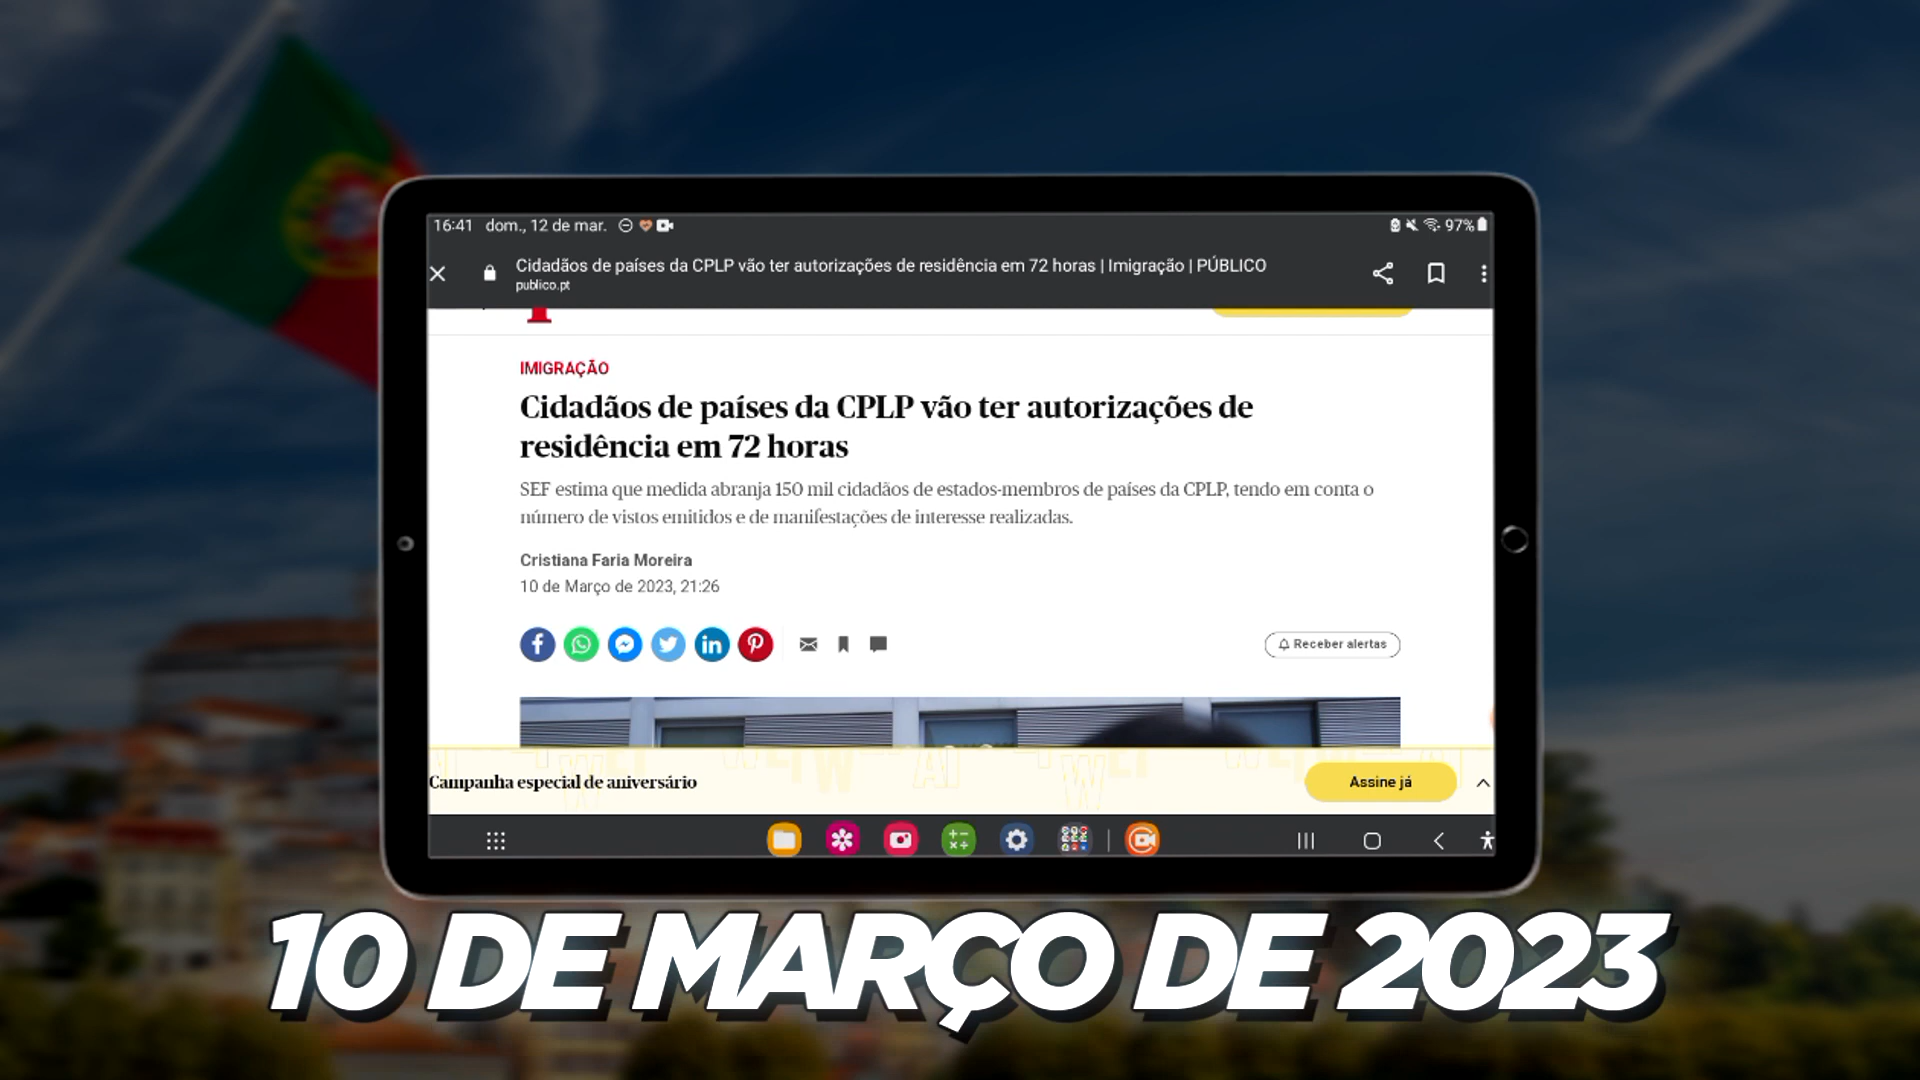 16:41 dom., 12 de mar. 97%
Cidadãos de países da CPLP vão ter autorizações de residência em 72 horas | Imigração | PÚBLICO
publico.pt
IMIGRAÇÃO
Cidadãos de países da CPLP vão ter autorizações de
residência em 72 horas
SEF estima que medida abranja 150 mil cidadãos de estados-membros de países da CPLP, tendo em conta o
número de vistos emitidos e de manifestações de interesse realizadas.
Cristiana Faria Moreira
10 de Março de 2023, 21:26
Receber alertas
Campanha especial de aniversário
Assine já
10 DE MARÇO DE 2023